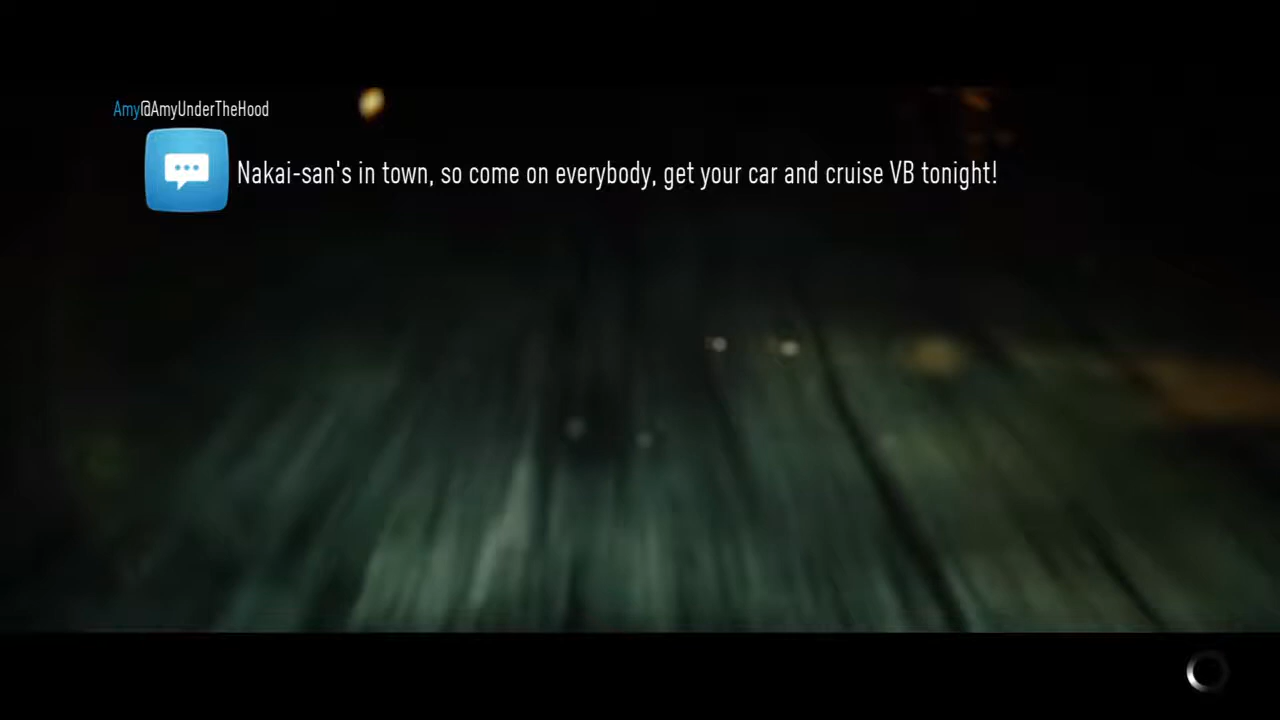 Amy@AmyUnderTheHood
Nakai-san's in town, so come on everybody, get your car and cruise VB tonight!